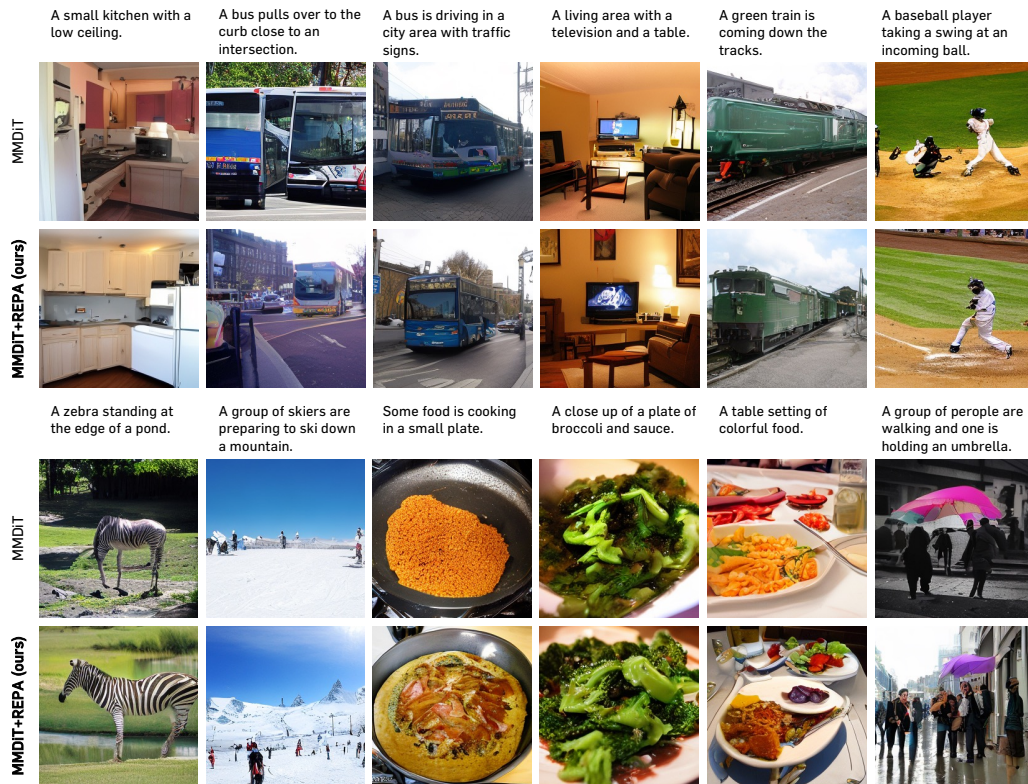 A small kitchen with a
low ceiling.
A bus pulls over to the
curb close to an
intersection.
A bus is driving in a
city area with traffic
signs.
A living area with a
television and a table.
A green train is
coming down the
tracks.
A baseball player
taking a swing at an
incoming ball.
MMDiT
MMDiT+REPA (ours)
A zebra standing at
the edge of a pond.
A group of skiers are
preparing to ski down
a mountain.
Some food is cooking
in a small plate.
A close up of a plate of
broccoli and sauce.
A table setting of
colorful food.
A group of perople are
walking and one is
holding an umbrella.
MMDiT
MMDiT+REPA (ours)